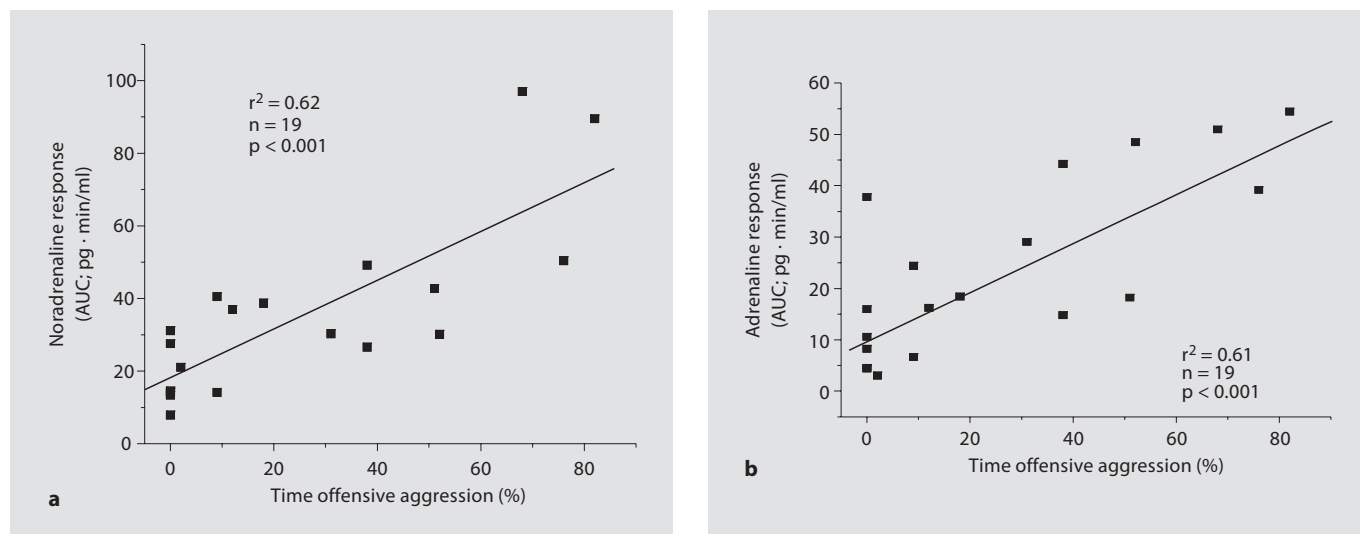 100
80
60
40
20
0
Noradrenaline response
(AUC; pg · min/ml)
r² = 0.62
n = 19
p < 0.001
0 20 40 60 80
Time offensive aggression (%)
a
60
50
40
30
20
10
0
Adrenaline response
(AUC; pg · min/ml)
r² = 0.61
n = 19
p < 0.001
0 20 40 60 80
Time offensive aggression (%)
b